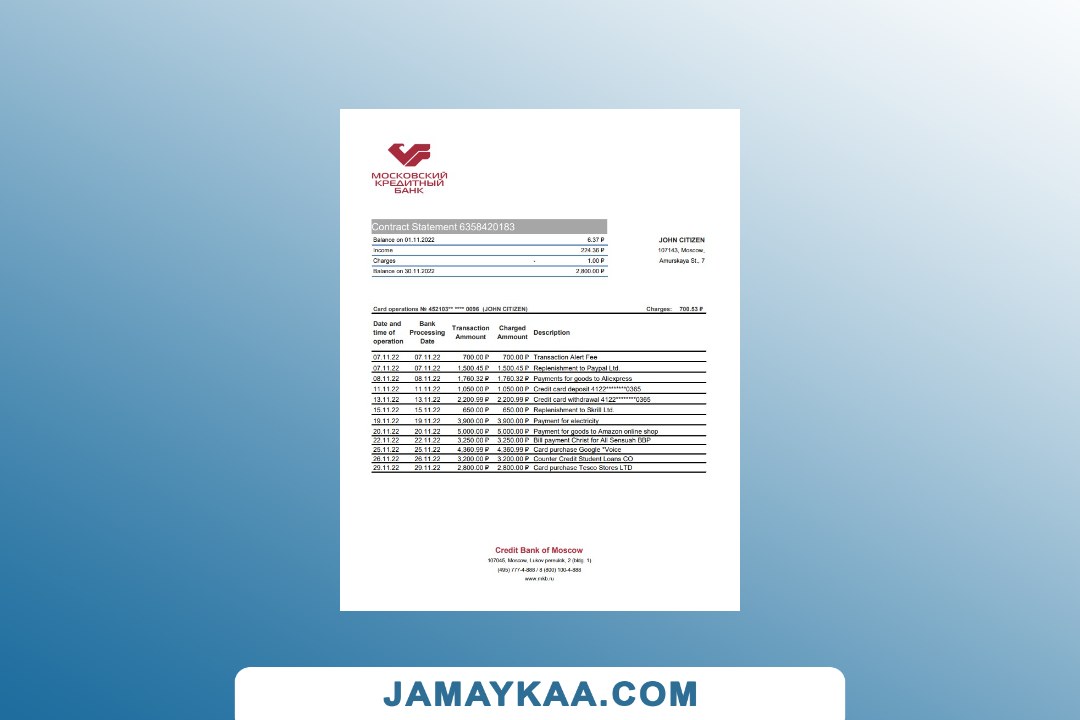 МОСКОВСКИЙ
КРЕДИТНЫЙ
БАНК
Contract Statement 6358420183
Balance on 01.11.2022 6.37 ₽
JOHN CITIZEN
Income 224.36 ₽
107143, Moscow,
Charges - 1.00 ₽
Amurskaya St., 7
Balance on 30.11.2022 2,800.00 ₽
Card operations № 452103** **** 0096 (JOHN CITIZEN) Charges: 708.53 ₽
Date and time of operation Bank Processing Date Transaction Ammount Charged Ammount Description
07.11.22 07.11.22 700.00 ₽ 700.00 ₽ Transaction Alert Fee
07.11.22 07.11.22 1,500.45 ₽ 1,500.45 ₽ Replenishment to Paypal Ltd.
08.11.22 08.11.22 1,760.32 ₽ 1,760.32 ₽ Payments for goods to Aliexpress
11.11.22 11.11.22 1,050.00 ₽ 1,050.00 ₽ Credit card deposit 4122********0365
13.11.22 13.11.22 2,200.99 ₽ 2,200.99 ₽ Credit card withdrawal 4122********0365
15.11.22 15.11.22 650.00 ₽ 650.00 ₽ Replenishment to Skrill Ltd.
19.11.22 19.11.22 3,900.00 ₽ 3,900.00 ₽ Payment for electricity
20.11.22 20.11.22 5,000.00 ₽ 5,000.00 ₽ Payment for goods to Amazon online shop
22.11.22 22.11.22 3,250.00 ₽ 3,250.00 ₽ Bill payment Christ for All Sensuah BBP
25.11.22 25.11.22 4,360.99 ₽ 4,360.99 ₽ Card purchase Google *Voice
26.11.22 26.11.22 3,200.00 ₽ 3,200.00 ₽ Counter Credit Student Loans CO
29.11.22 29.11.22 2,800.00 ₽ 2,800.00 ₽ Card purchase Tesco Stores LTD
Credit Bank of Moscow
107045, Moscow, Lukov pereulok, 2 (bldg. 1)
(495) 777-4-888 / 8 (800) 100-4-888
www.mkb.ru
JAMAYKAA.COM